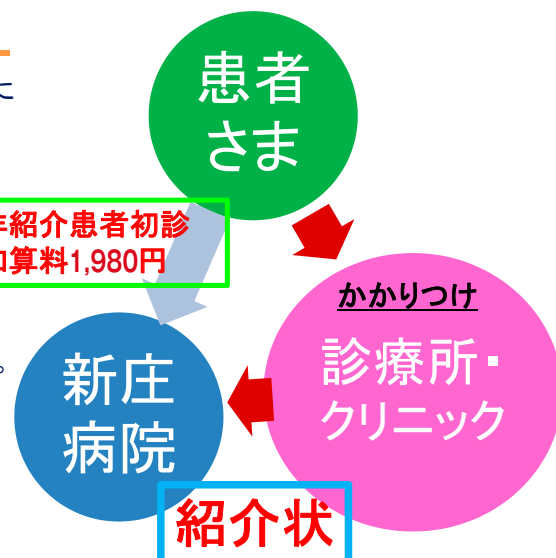 患者
さま
紹介患者初診
算料1,980円
かかりつけ
診療所・
クリニック
新庄
病院
紹介状